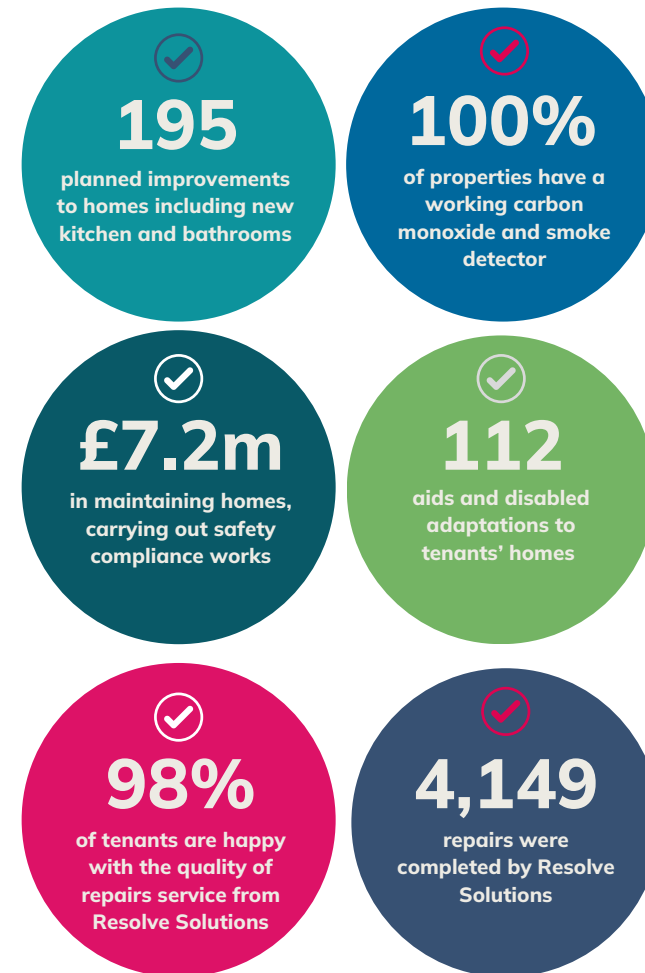 195
planned improvements
to homes including new
kitchen and bathrooms
100%
of properties have a
working carbon
monoxide and smoke
detector
£7.2m
in maintaining homes,
carrying out safety
compliance works
112
aids and disabled
adaptations to
tenants’ homes
98%
of tenants are happy
with the quality of
repairs service from
Resolve Solutions
4,149
repairs were
completed by Resolve
Solutions